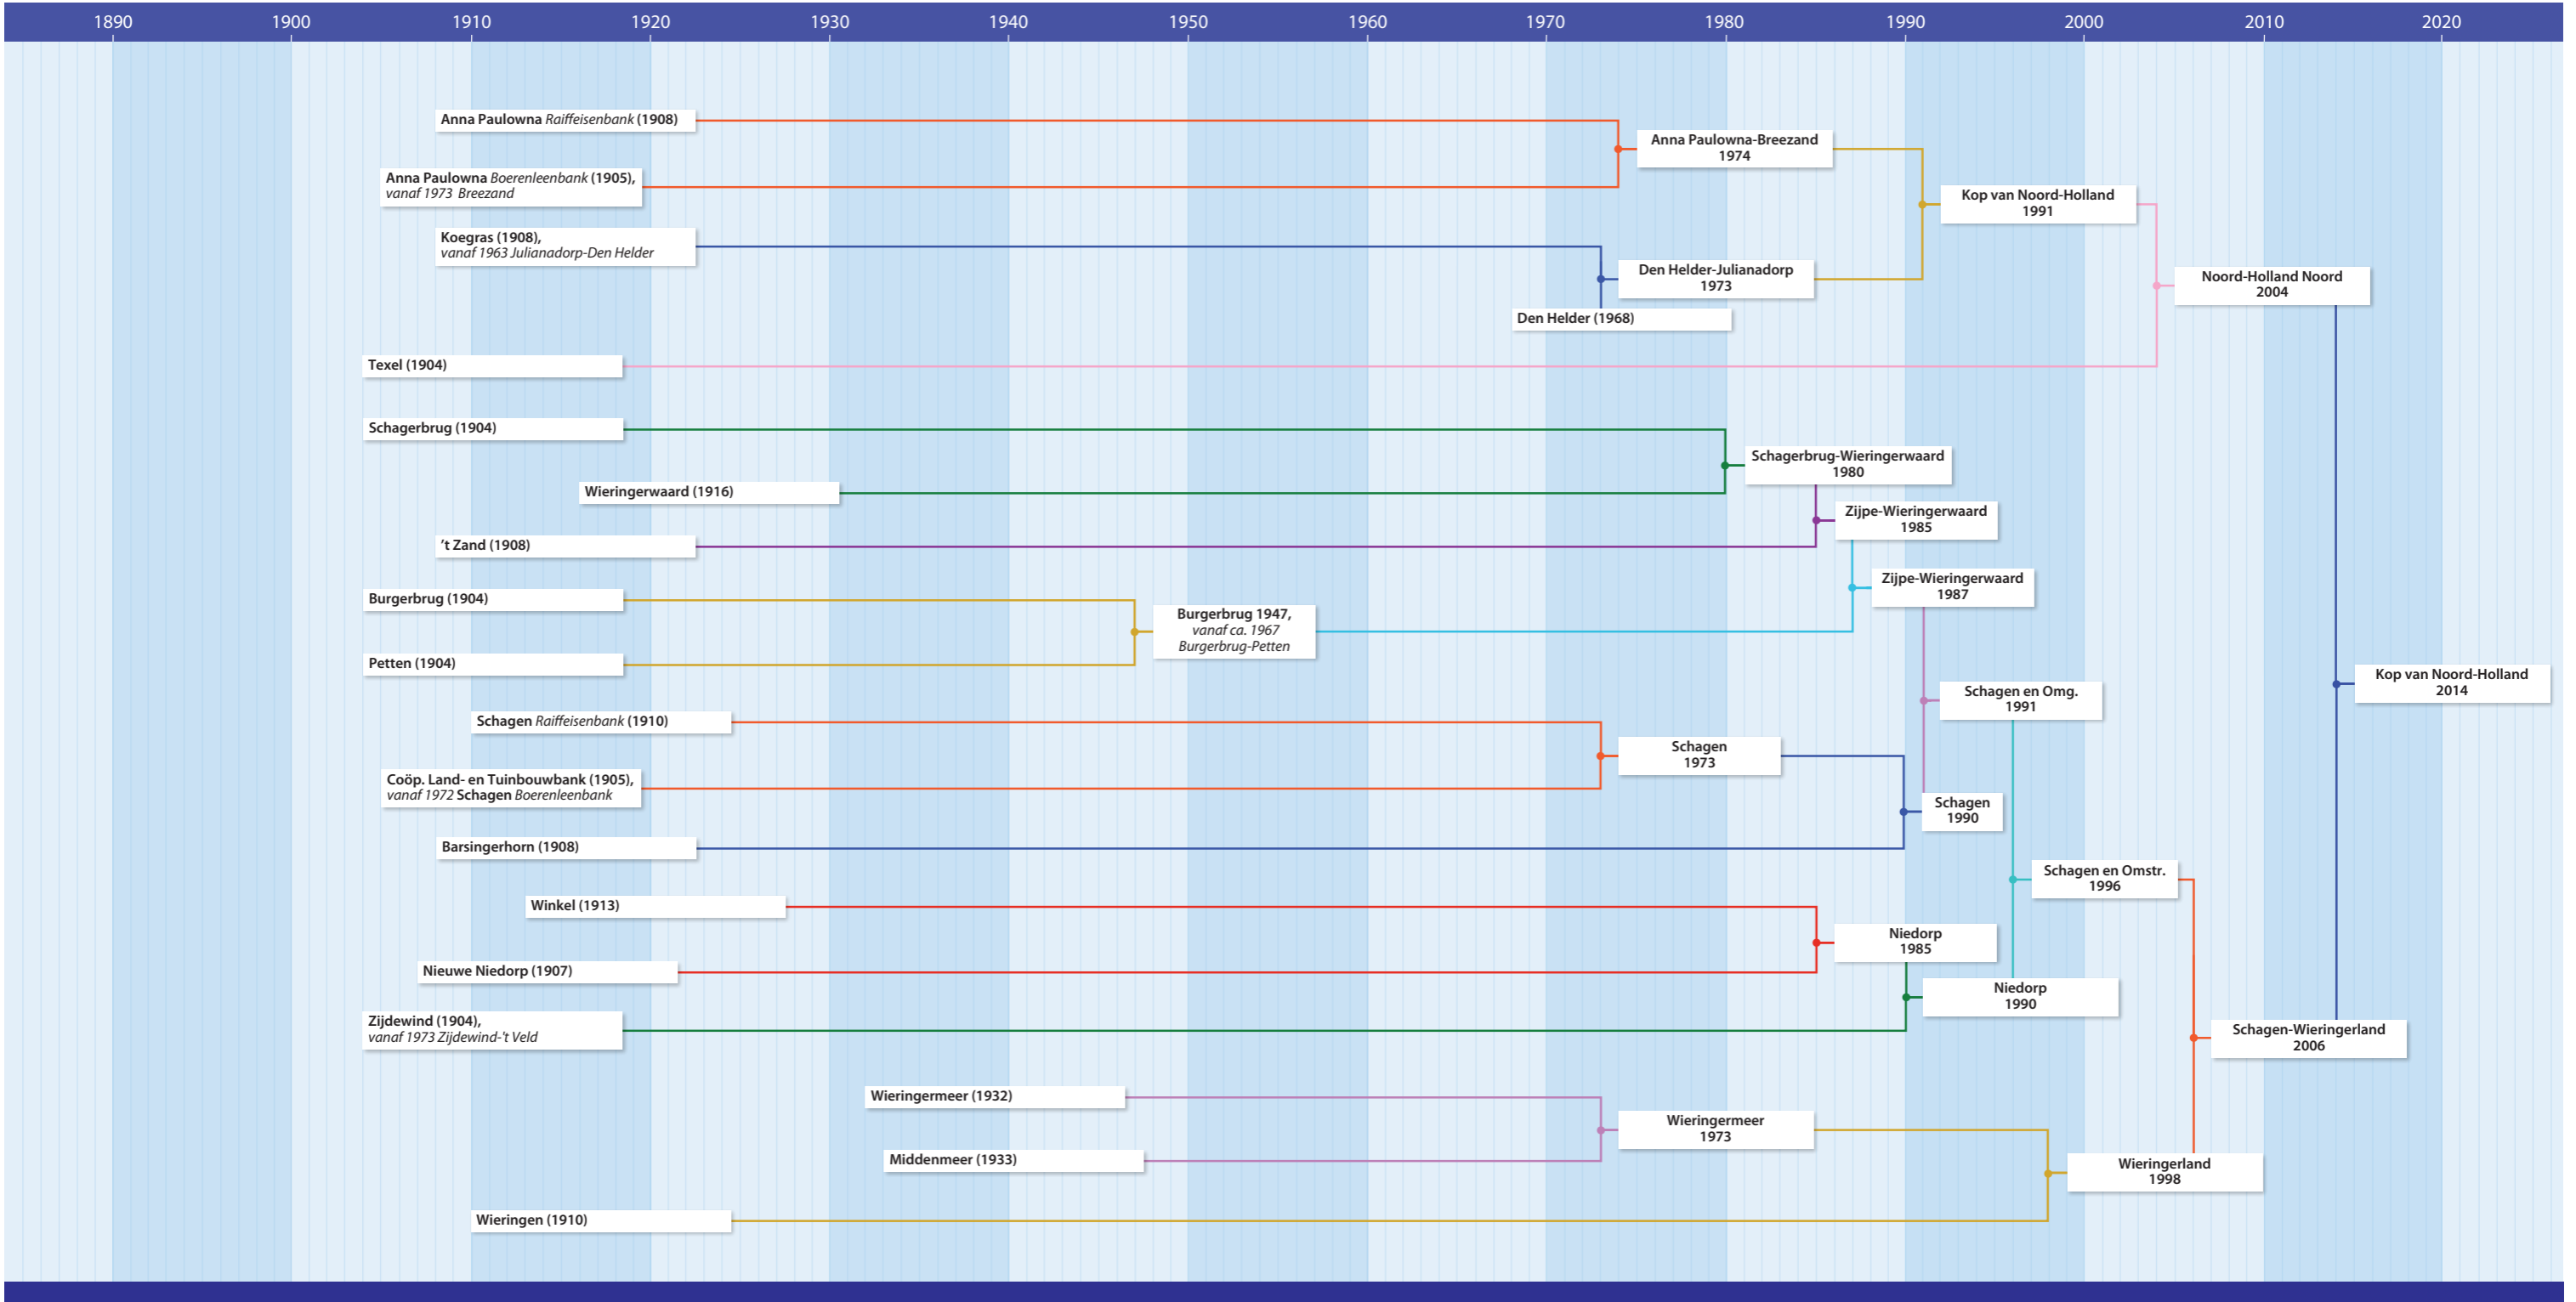 1890 1900 1910 1920 1930 1940 1950 1960 1970 1980 1990 2000 2010 2020
Anna Paulowna Raiffeisenbank (1908)
Anna Paulowna-Breezand
1974
Anna Paulowna Boerenleenbank (1905),
vanaf 1973 Breezand
Kop van Noord-Holland
1991
Koegras (1908),
vanaf 1963 Julianadorp-Den Helder
Den Helder-Julianadorp
1973
Noord-Holland Noord
2004
Den Helder (1968)
Texel (1904)
Schagerbrug (1904)
Schagerbrug-Wieringerwaard
1980
Wieringerwaard (1916)
Zijpe-Wieringerwaard
1985
’t Zand (1908)
Zijpe-Wieringerwaard
1987
Burgerbrug (1904)
Burgerbrug 1947,
vanaf ca. 1967
Burgerbrug-Petten
Petten (1904)
Kop van Noord-Holland
2014
Schagen en Omg.
1991
Schagen Raiffeisenbank (1910)
Schagen
1973
Coöp. Land- en Tuinbouwbank (1905),
vanaf 1972 Schagen Boerenleenbank
Schagen
1990
Barsingerhorn (1908)
Schagen en Omstr.
1996
Winkel (1913)
Niedorp
1985
Nieuwe Niedorp (1907)
Niedorp
1990
Zijdewind (1904),
vanaf 1973 Zijdewind-’t Veld
Schagen-Wieringerland
2006
Wieringermeer (1932)
Wieringermeer
1973
Middenmeer (1933)
Wieringerland
1998
Wieringen (1910)